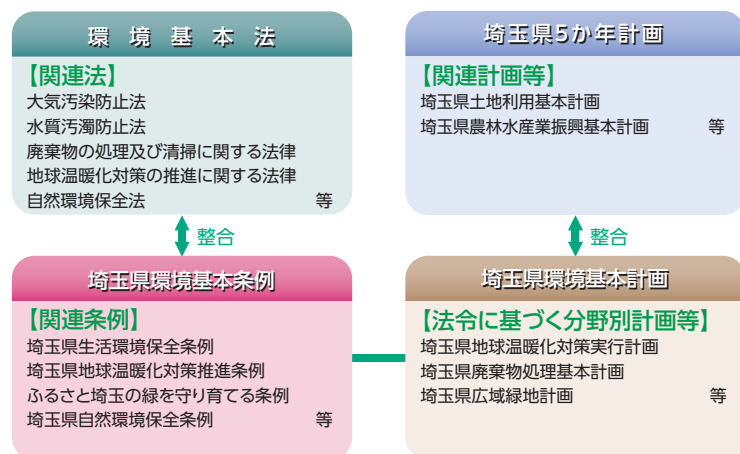 環境基本法
【関連法】
大気汚染防止法
水質汚濁防止法
廃棄物の処理及び清掃に関する法律
地球温暖化対策の推進に関する法律
自然環境保全法 等
埼玉県5か年計画
【関連計画等】
埼玉県土地利用基本計画
埼玉県農林水産業振興基本計画 等
整合
整合
埼玉県環境基本条例
【関連条例】
埼玉県生活環境保全条例
埼玉県地球温暖化対策推進条例
ふるさと埼玉の緑を守り育てる条例
埼玉県自然環境保全条例 等
埼玉県環境基本計画
【法令に基づく分野別計画等】
埼玉県地球温暖化対策実行計画
埼玉県廃棄物処理基本計画
埼玉県広域緑地計画 等